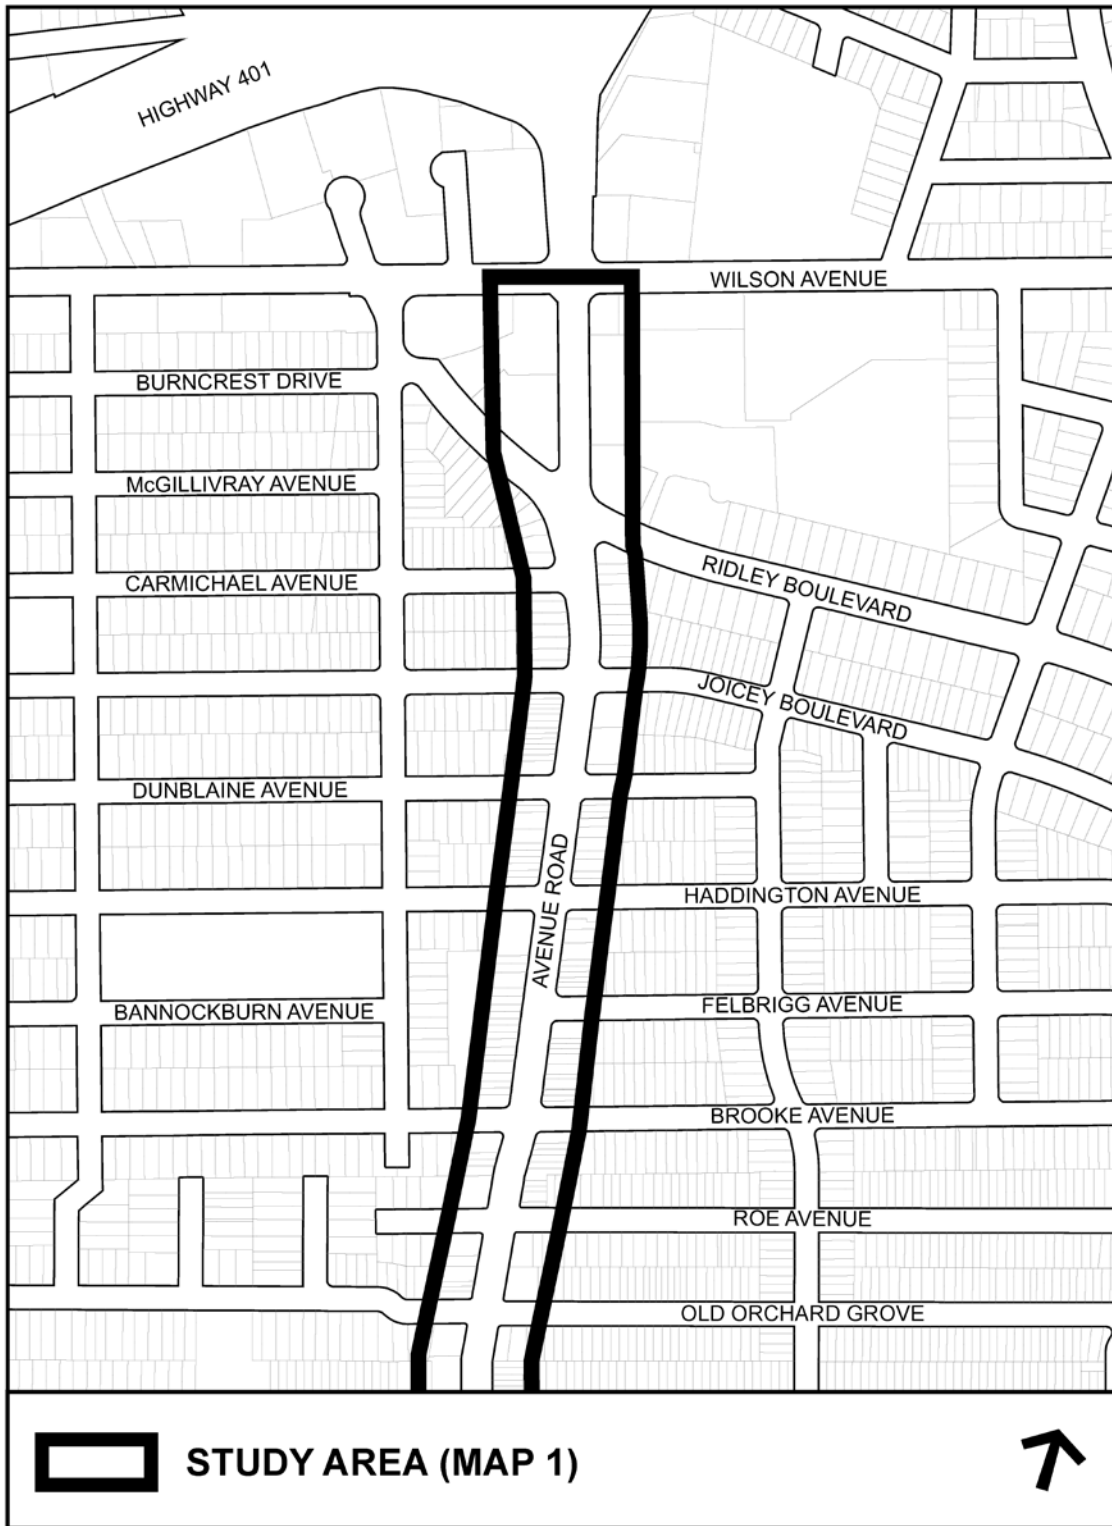 HIGHWAY 401
WILSON AVENUE
BURNCREST DRIVE
McGILLIVRAY AVENUE
CARMICHAEL AVENUE
RIDLEY BOULEVARD
JOICEY BOULEVARD
DUNBLAINE AVENUE
AVENUE ROAD
HADDINGTON AVENUE
FELBRIGG AVENUE
BANNOCKBURN AVENUE
BROOKE AVENUE
ROE AVENUE
OLD ORCHARD GROVE
STUDY AREA (MAP 1)